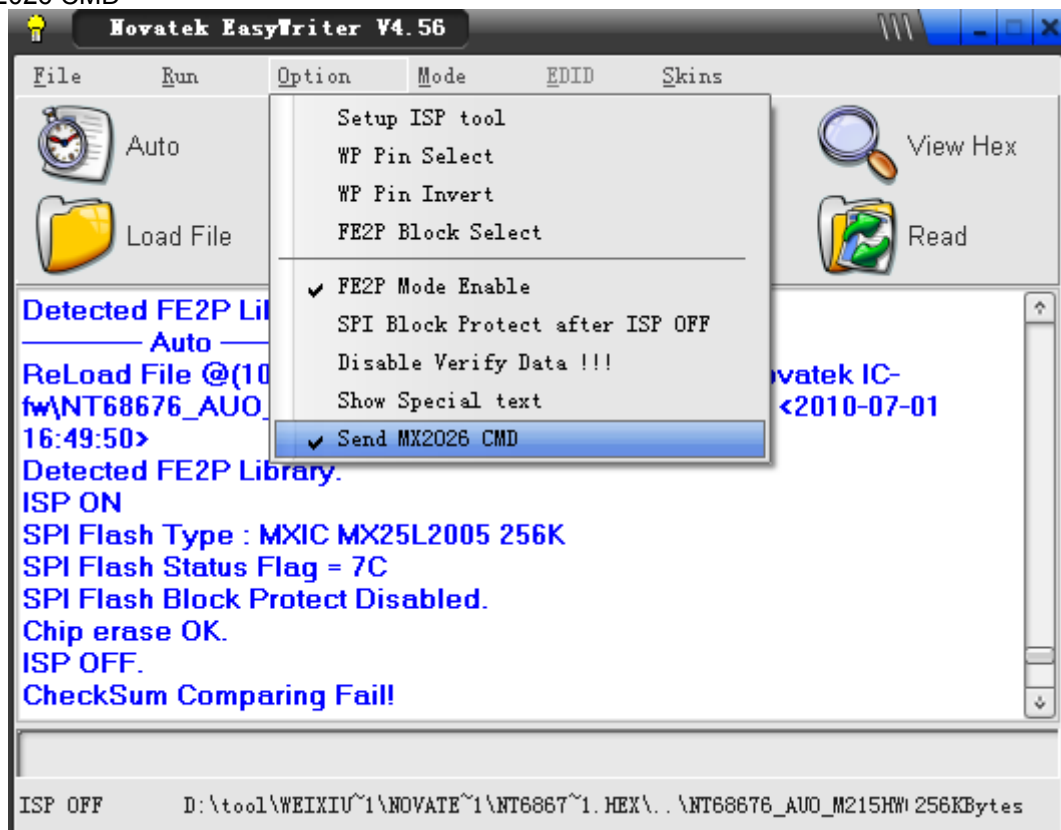 2026 CMD
Novatek EasyWriter V4.56
File Run Option Mode EDID Skins
Auto
Load File
Setup ISP tool
WP Pin Select
WP Pin Invert
FE2P Block Select
FE2P Mode Enable
SPI Block Protect after ISP OFF
Disable Verify Data !!!
Show Special text
Send MX2026 CMD
View Hex
Read
Detected FE2P
Auto
ReLoad File @(10 vatek IC-
fw\NT68676_AUO_ <2010-07-01
16:49:50>
Detected FE2P Library.
ISP ON
SPI Flash Type : MXIC MX25L2005 256K
SPI Flash Status Flag = 7C
SPI Flash Block Protect Disabled.
Chip erase OK.
ISP OFF.
CheckSum Comparing Fail!
ISP OFF D:\tool\WEIXIU~1\NOVATE~1\NT6867~1.HEX\..\NT68676_AUO_M215HW 256KBytes